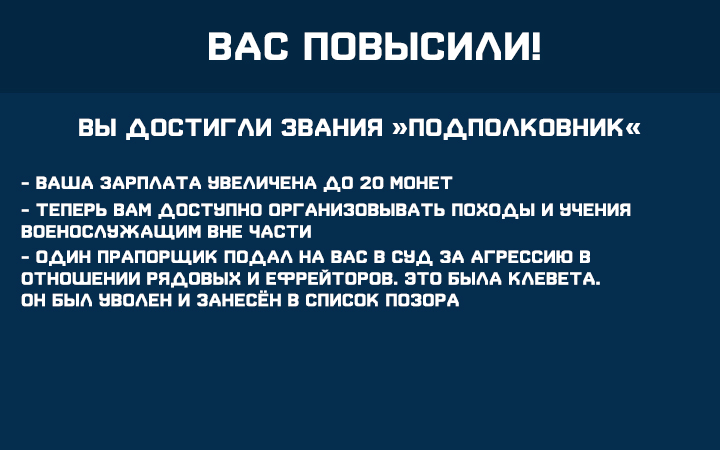 ВАС ПОВЫСИЛИ!
ВЫ ДОСТИГЛИ ЗВАНИЯ »ПОДПОЛКОВНИК«
- ВАША ЗАРПЛАТА УВЕЛИЧЕНА ДО 20 МОНЕТ
- ТЕПЕРЬ ВАМ ДОСТУПНО ОРГАНИЗОВЫВАТЬ ПОХОДЫ И УЧЕНИЯ
ВОЕНОСЛУЖАЩИМ ВНЕ ЧАСТИ
- ОДИН ПРАПОРЩИК ПОДАЛ НА ВАС В СУД ЗА АГРЕССИЮ В
ОТНОШЕНИИ РЯДОВЫХ И ЕФРЕЙТОРОВ. ЭТО БЫЛА КЛЕВЕТА.
ОН БЫЛ УВОЛЕН И ЗАНЕСЁН В СПИСОК ПОЗОРА